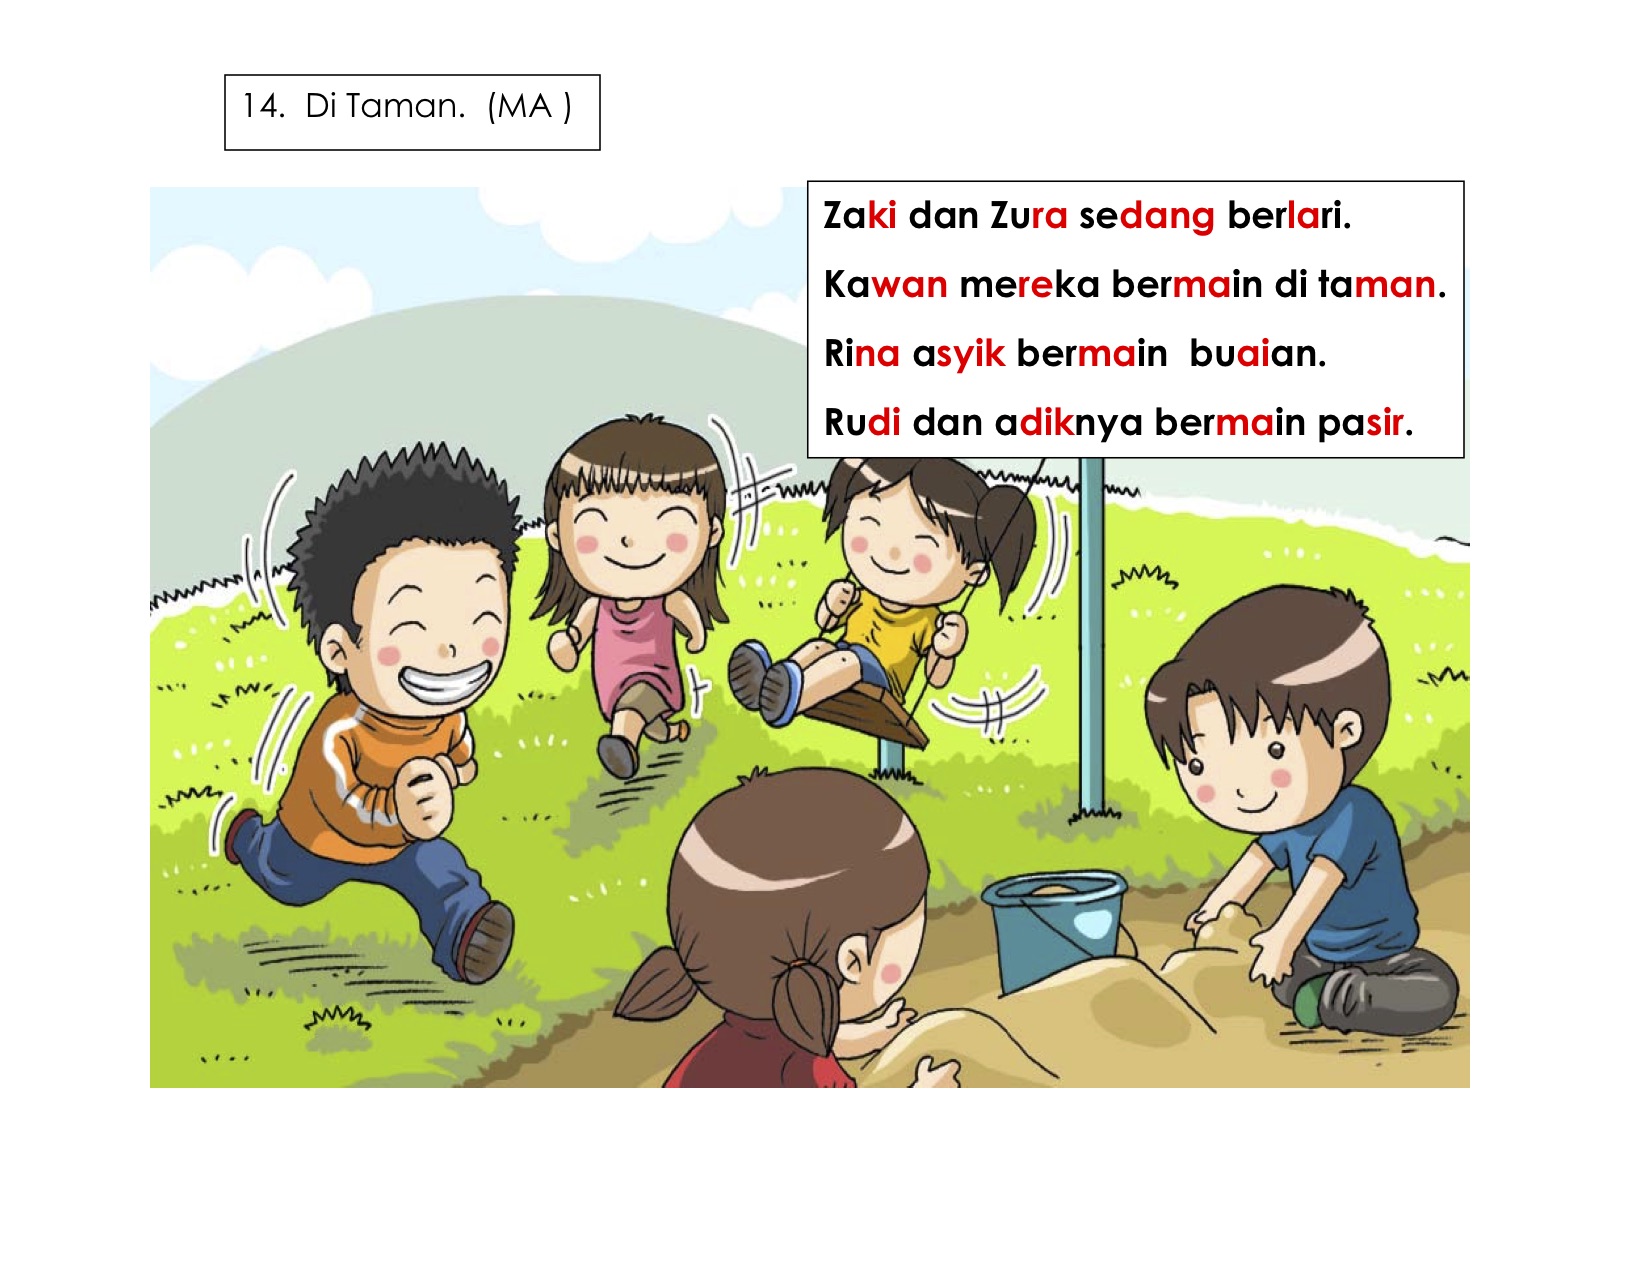 14. Di Taman. (MA )
Zaki dan Zura sedang berlari.
Kawan mereka bermain di taman.
Rina asyik bermain buaian.
Rudi dan adiknya bermain pasir.